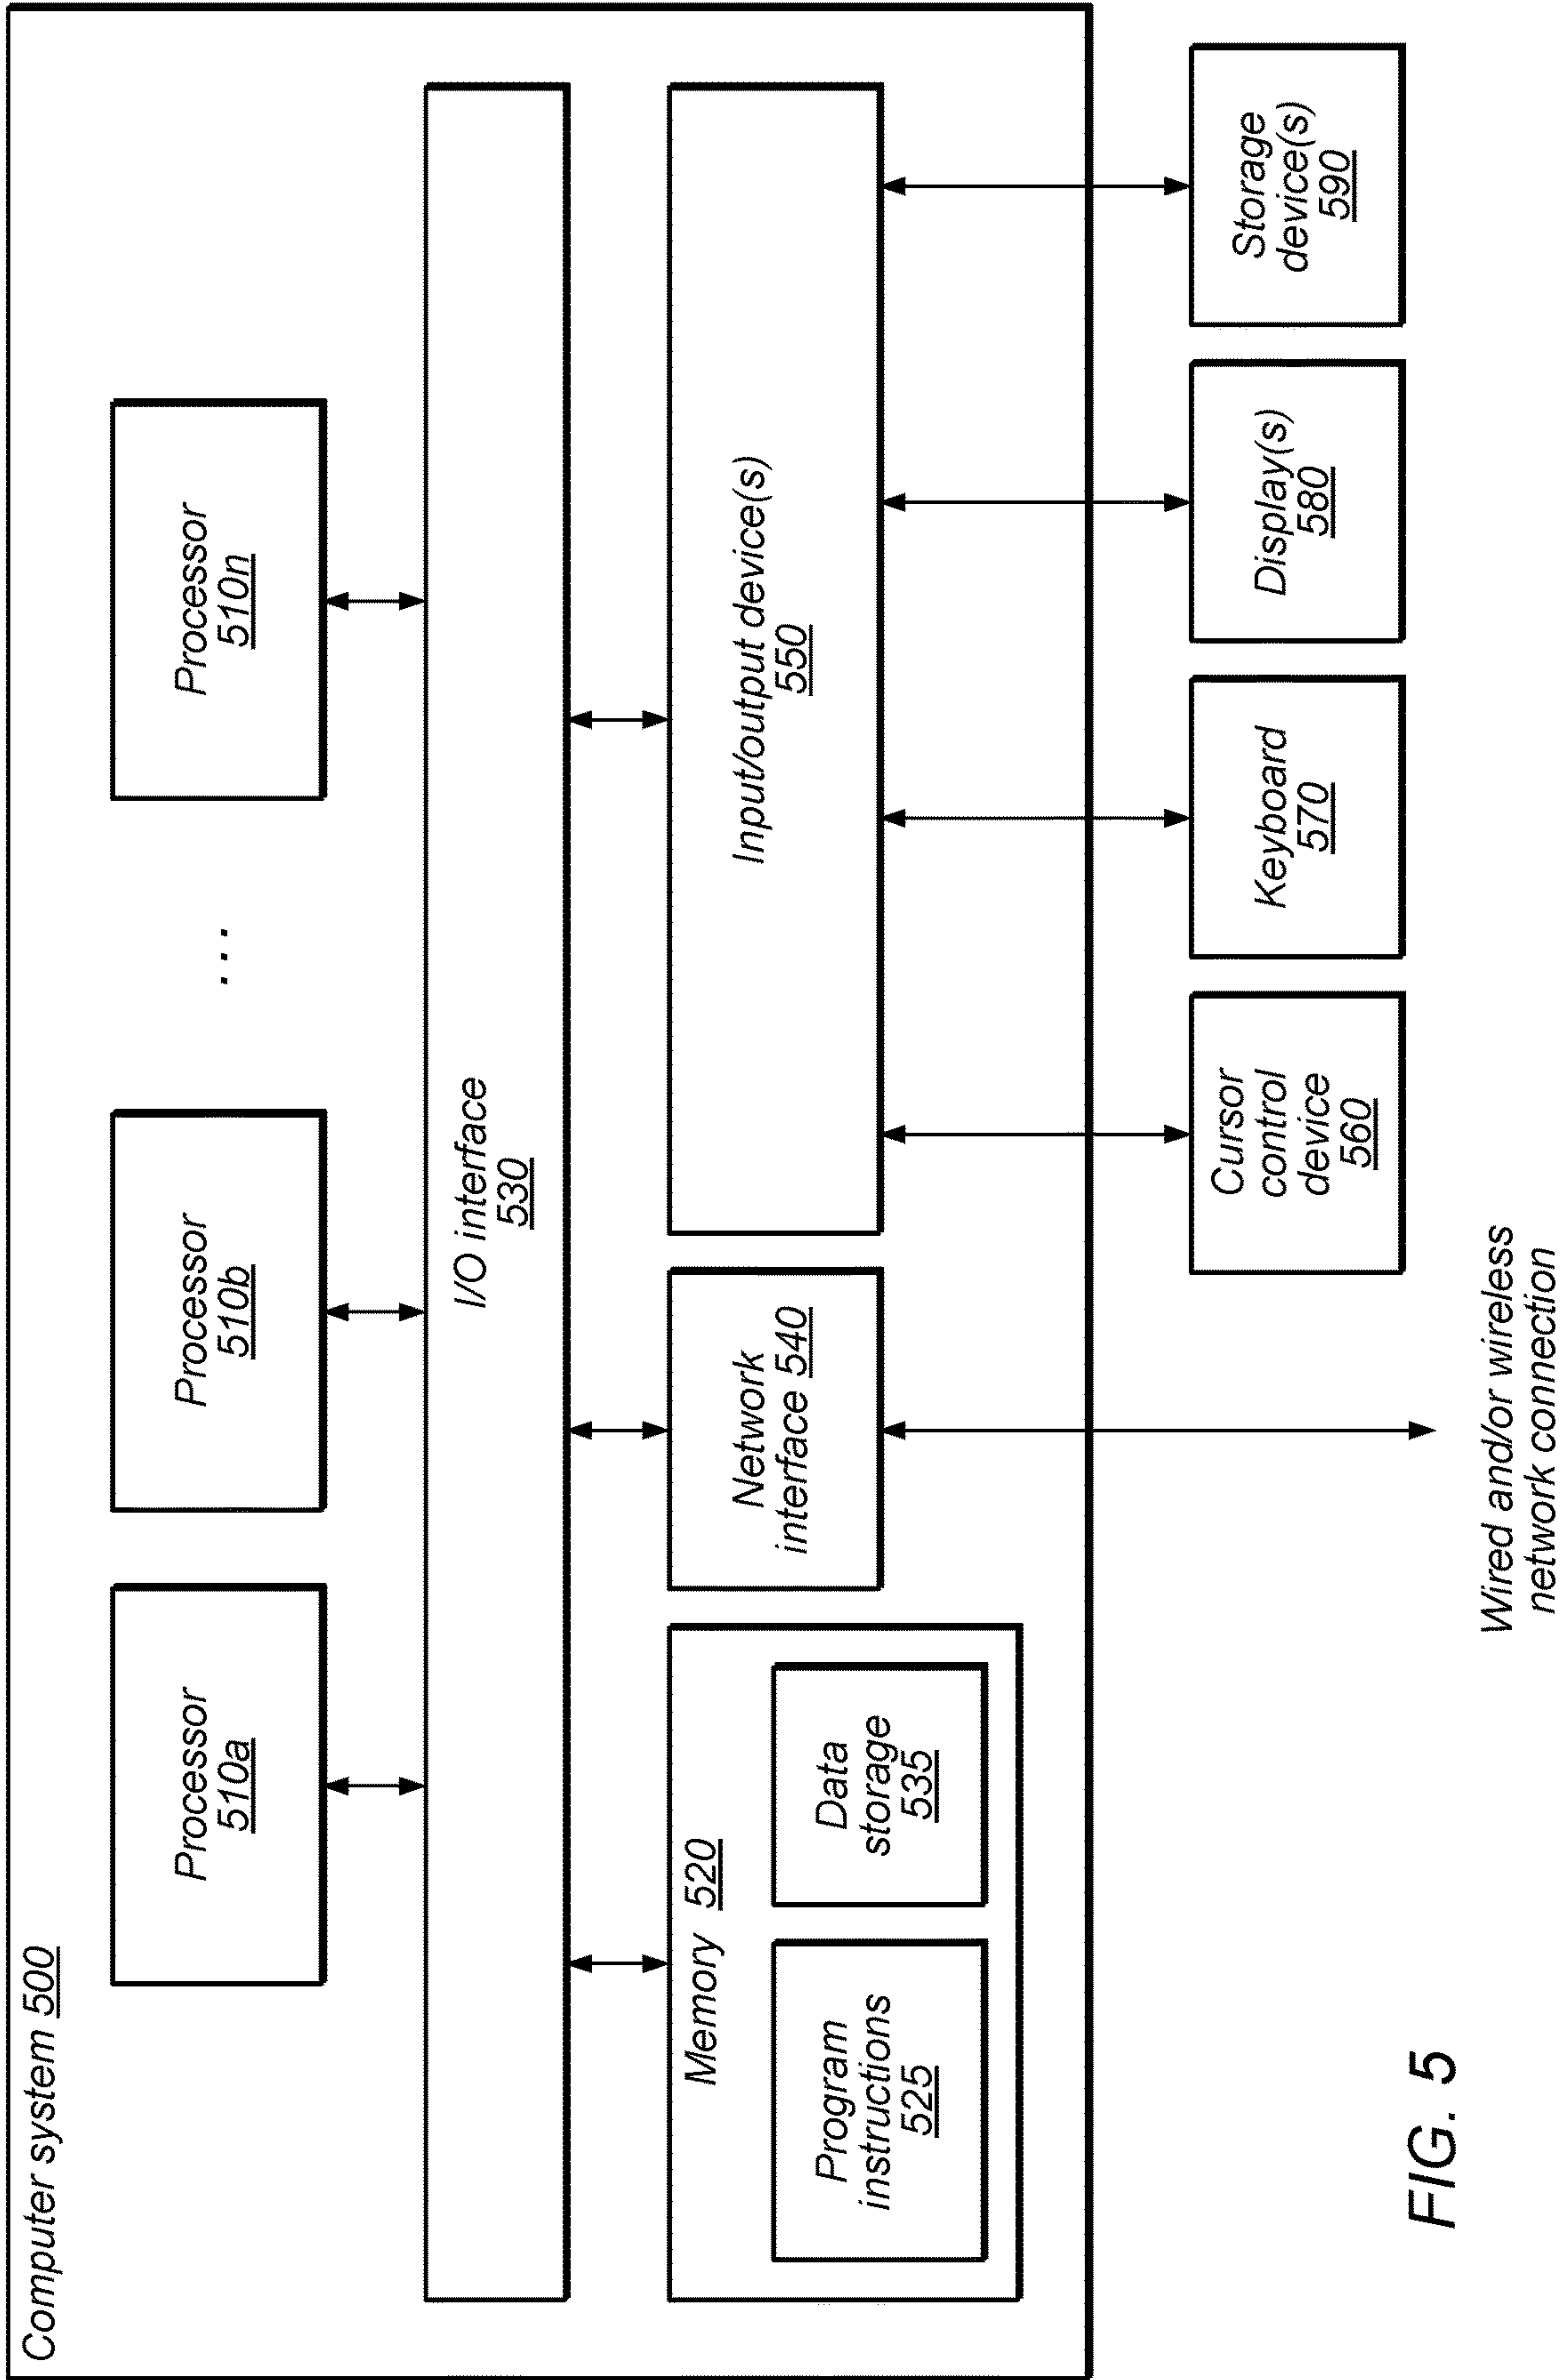 Computer system 500
Processor
510a
Processor
510b
...
Processor
510n
I/O interface
530
Memory 520
Program
instructions
525
Data
storage
535
Network
interface 540
Input/output device(s)
550
Cursor
control
device
560
Keyboard
570
Display(s)
580
Storage
device(s)
590
Wired and/or wireless
network connection
FIG. 5